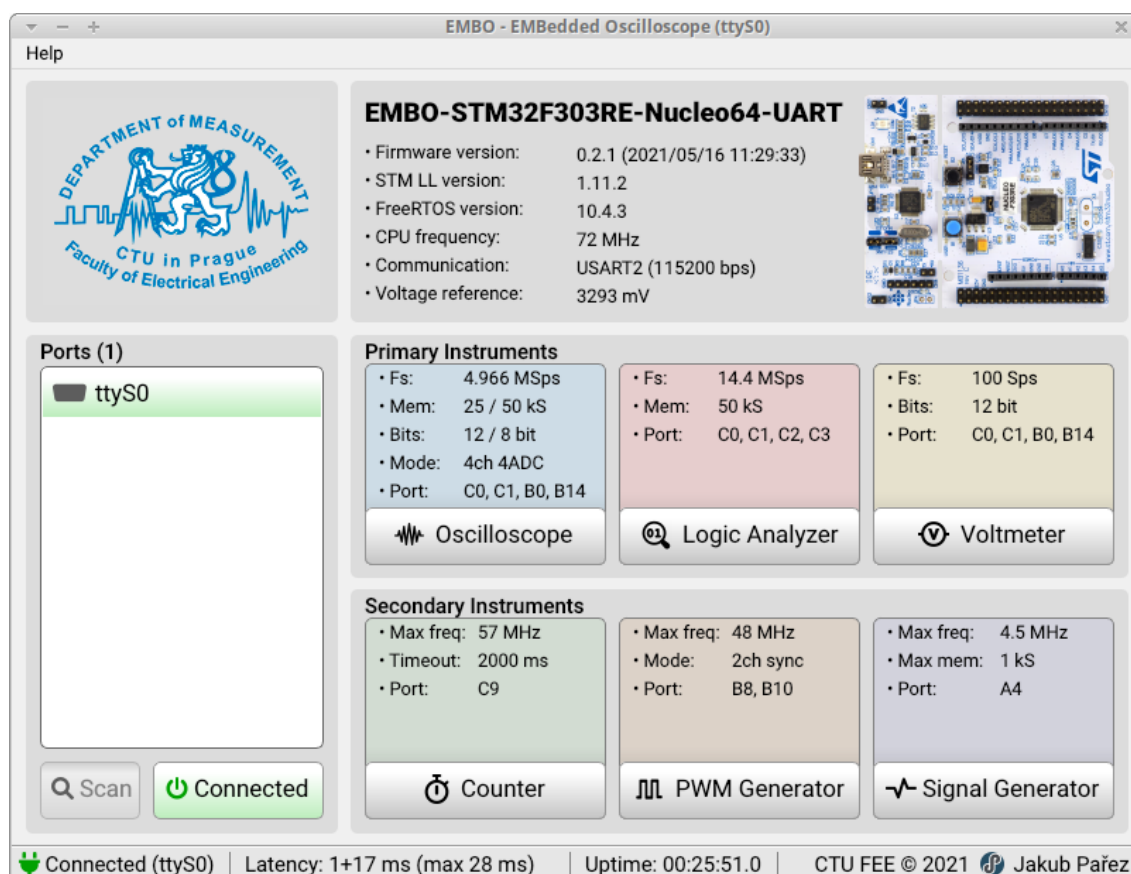 EMBO - EMBedded Oscilloscope (ttyS0)
Help
DEPARTMENT of MEASUREMENT
CTU in Prague
Faculty of Electrical Engineering
EMBO-STM32F303RE-Nucleo64-UART
• Firmware version: 0.2.1 (2021/05/16 11:29:33)
• STM LL version: 1.11.2
• FreeRTOS version: 10.4.3
• CPU frequency: 72 MHz
• Communication: USART2 (115200 bps)
• Voltage reference: 3293 mV
NUCLEO
-F303RE
Ports (1)
ttyS0
Scan
Connected
Primary Instruments
• Fs: 4.966 MSps
• Mem: 25 / 50 kS
• Bits: 12 / 8 bit
• Mode: 4ch 4ADC
• Port: C0, C1, B0, B14
Oscilloscope
• Fs: 14.4 MSps
• Mem: 50 kS
• Port: C0, C1, C2, C3
01 Logic Analyzer
• Fs: 100 Sps
• Bits: 12 bit
• Port: C0, C1, B0, B14
V Voltmeter
Secondary Instruments
• Max freq: 57 MHz
• Timeout: 2000 ms
• Port: C9
Counter
• Max freq: 48 MHz
• Mode: 2ch sync
• Port: B8, B10
PWM Generator
• Max freq: 4.5 MHz
• Max mem: 1 kS
• Port: A4
Signal Generator
Connected (ttyS0)
Latency: 1+17 ms (max 28 ms)
Uptime: 00:25:51.0
CTU FEE © 2021 Jakub Pařez